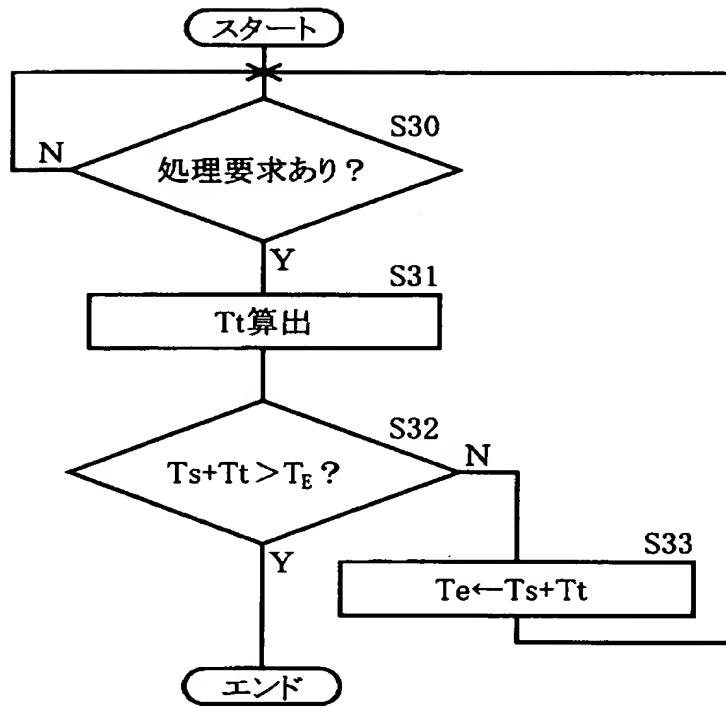 スタート
S30
N
処理要求あり?
Y
S31
Tt算出
S32
Ts+Tt>TE?
N
Y
S33
Te←Ts+Tt
エンド